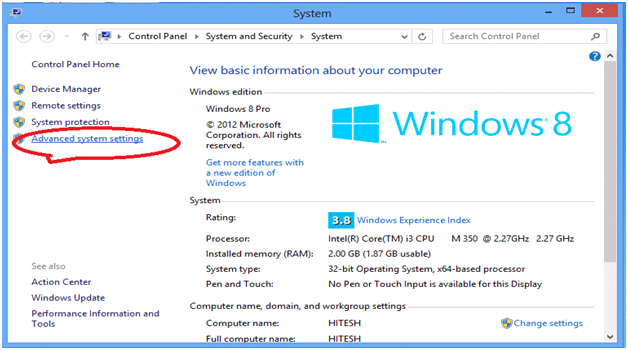 System
Control Panel System and Security System
Search Control Panel
Control Panel Home
Device Manager
Remote settings
System protection
Advanced system settings
See also
Action Center
Windows Update
Performance Information and
Tools
View basic information about your computer
Windows edition
Windows 8 Pro
© 2012 Microsoft
Corporation. All rights
reserved.
Get more features with
a new edition of
Windows
Windows 8
System
Rating: 3.8 Windows Experience Index
Processor: Intel(R) Core(TM) i3 CPU M 350 @ 2.27GHz 2.27 GHz
Installed memory (RAM): 2.00 GB (1.87 GB usable)
System type: 32-bit Operating System, x64-based processor
Pen and Touch: No Pen or Touch Input is available for this Display
Computer name, domain, and workgroup settings
Computer name: HITESH Change settings
Full computer name: HITESH